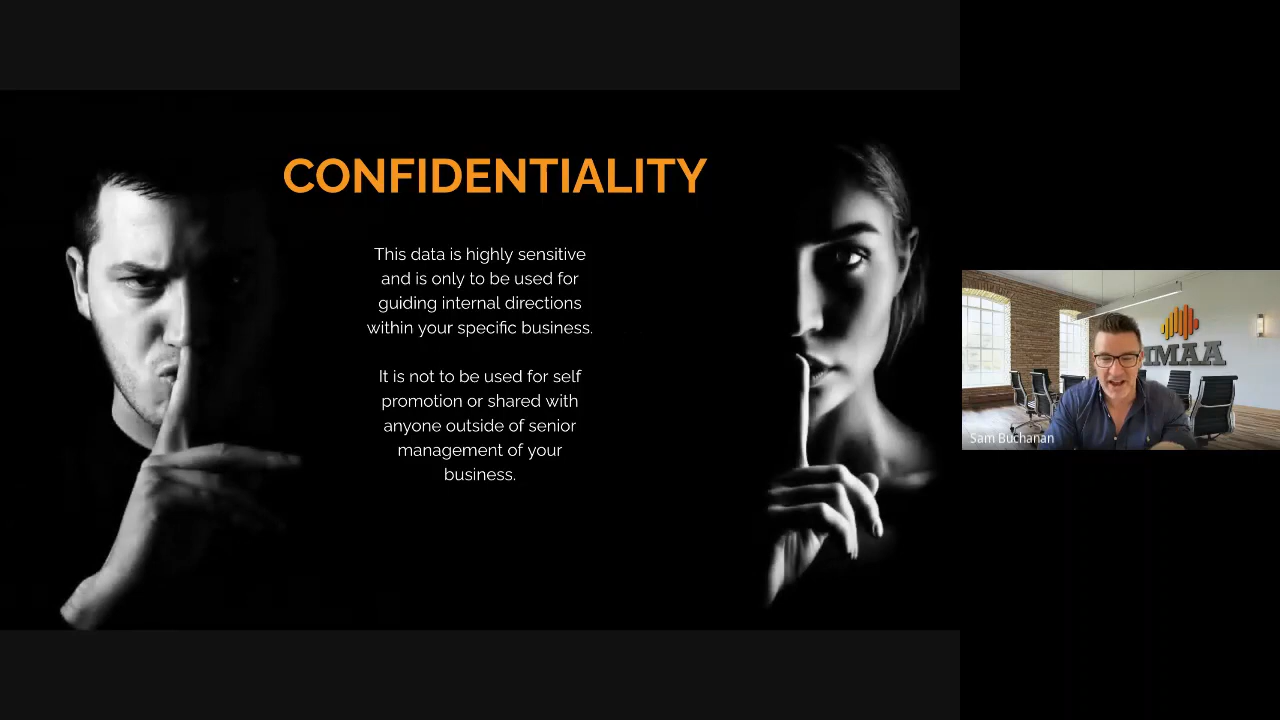 CONFIDENTIALITY
This data is highly sensitive
and is only to be used for
guiding internal directions
within your specific business.
It is not to be used for self
promotion or shared with
anyone outside of senior
management of your
business.
IMAA
Sam Buchanan